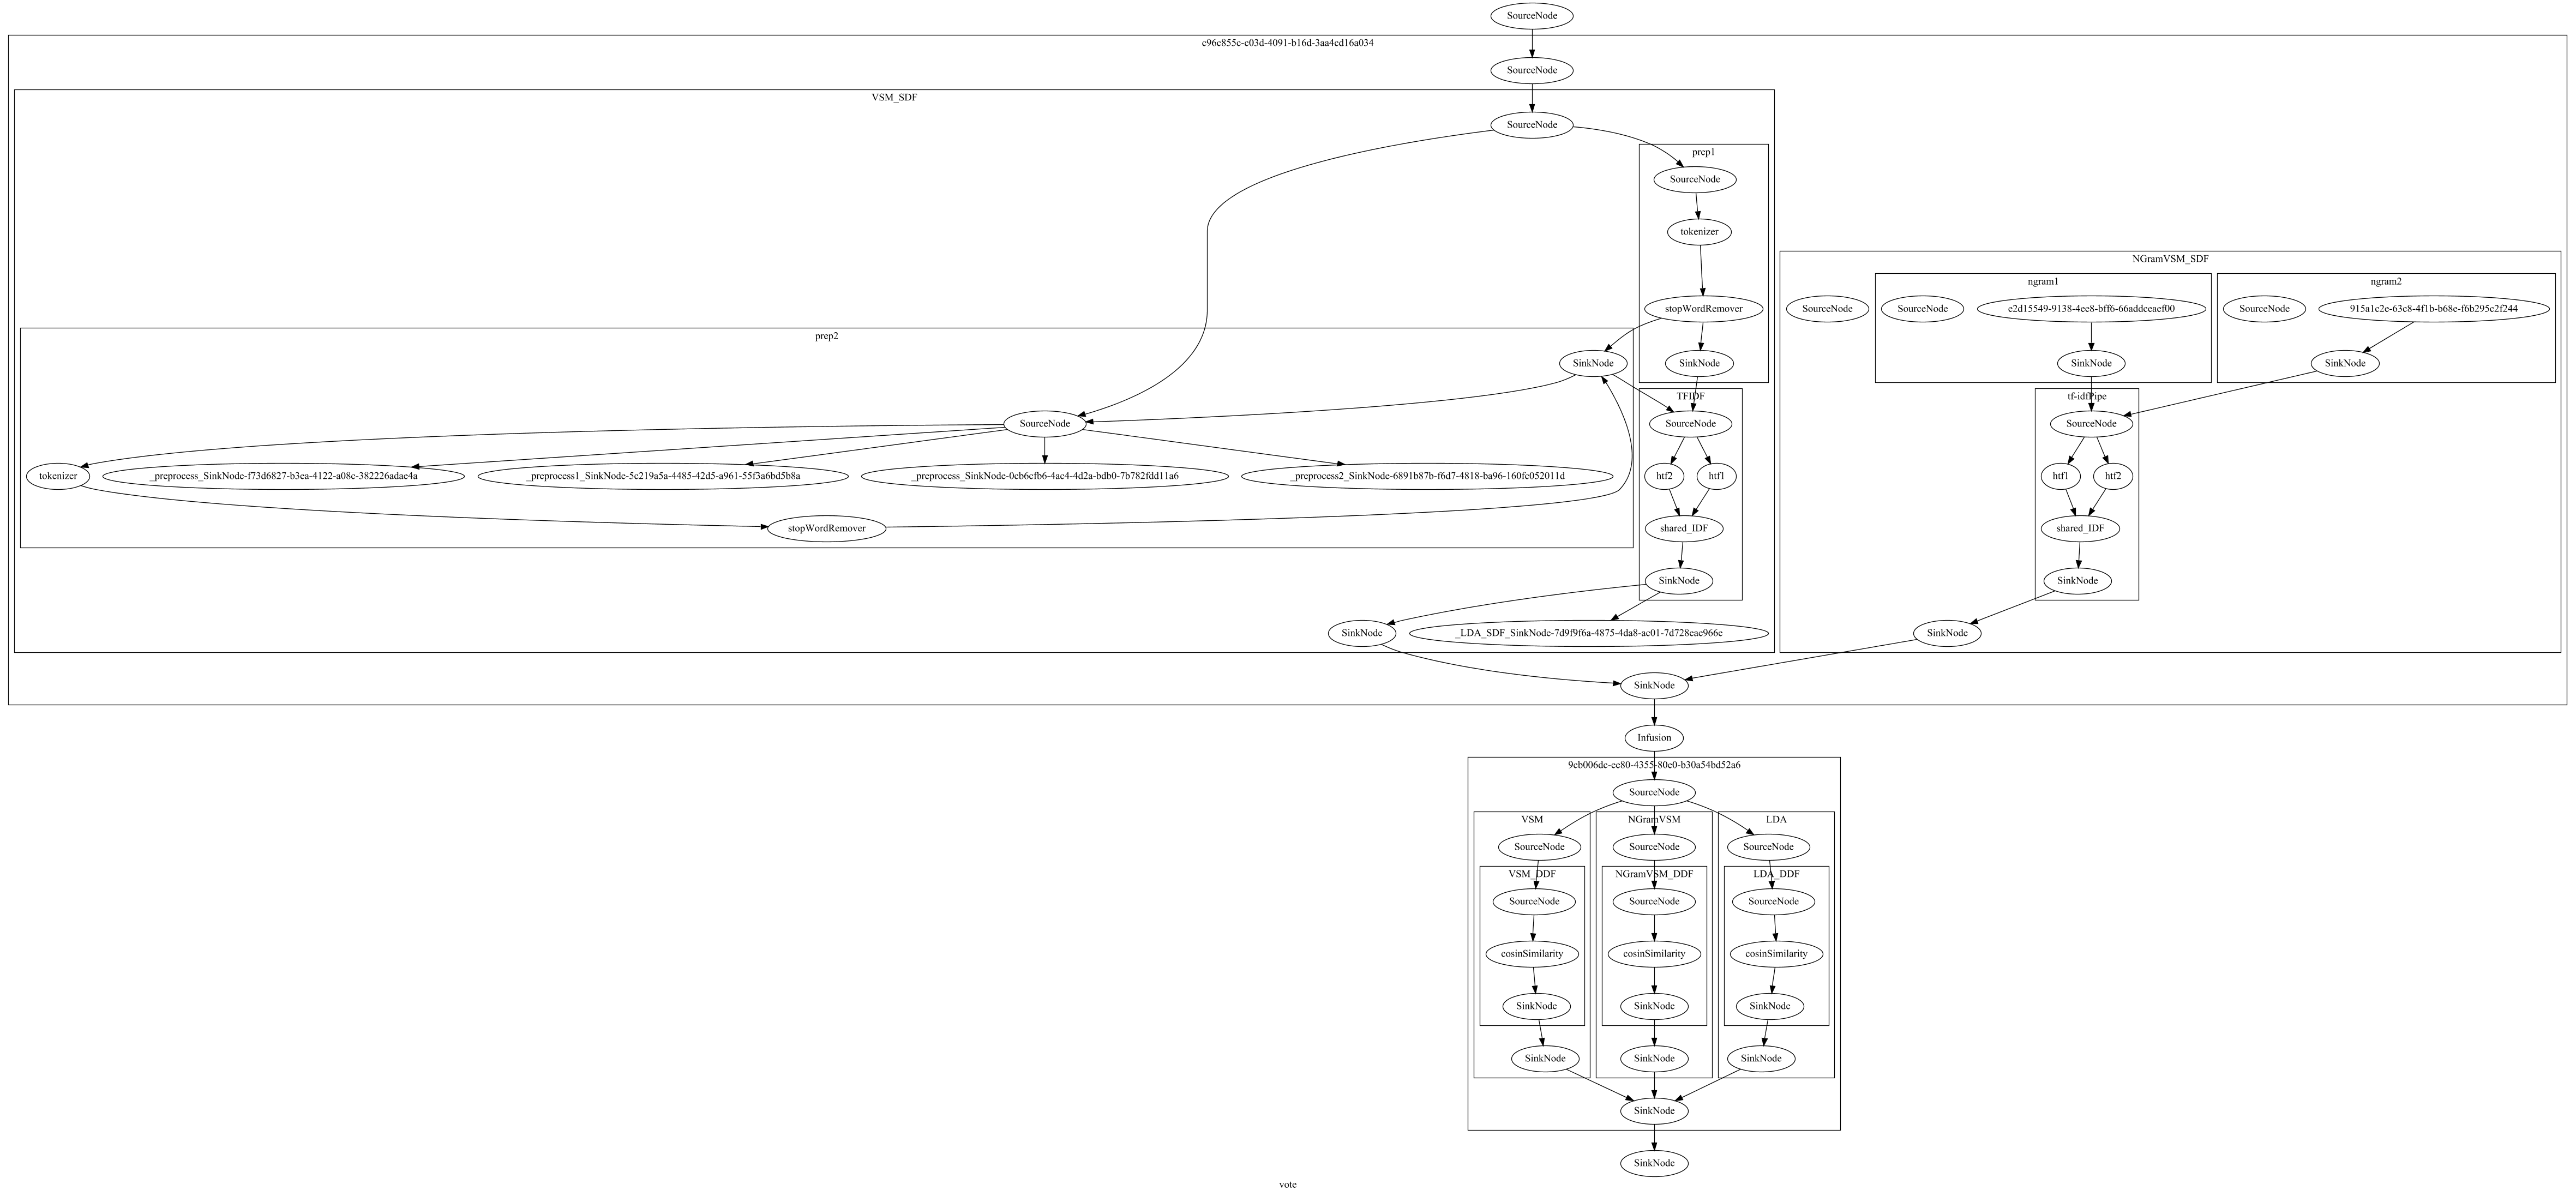 SourceNode
c96c855c-c03d-4091-b16d-3aa4cd16a034
SourceNode
VSM_SDF
SourceNode
prep1
SourceNode
tokenizer
stopWordRemover
SinkNode
prep2
SinkNode
SourceNode
tokenizer
_preprocess_SinkNode-f73d6827-b3ea-4122-a08c-382226adae4a
_preprocess1_SinkNode-5c219a5a-4485-42d5-a961-55f3a6bd5b8a
_preprocess_SinkNode-0cb6cfb6-4ac4-4d2a-bdb0-7b782fdd11a6
_preprocess2_SinkNode-6891b87b-f6d7-4818-ba96-160fc052011d
stopWordRemover
TFIDF
SourceNode
htf2
htf1
shared_IDF
SinkNode
SinkNode
_LDA_SDF_SinkNode-7d9f9f6a-4875-4da8-ac01-7d728eae966e
NGramVSM_SDF
SourceNode
ngram1
SourceNode
e2d15549-9138-4ee8-bff6-66addceaef00
SinkNode
ngram2
SourceNode
915a1c2e-63c8-4f1b-b68e-f6b295c2f244
SinkNode
tf-idfPipe
SourceNode
htf1
htf2
shared_IDF
SinkNode
SinkNode
SinkNode
Infusion
9cb006dc-ee80-4355-80e0-b30a54bd52a6
SourceNode
VSM
SourceNode
VSM_DDF
SourceNode
cosinSimilarity
SinkNode
SinkNode
NGramVSM
SourceNode
NGramVSM_DDF
SourceNode
cosinSimilarity
SinkNode
SinkNode
LDA
SourceNode
LDA_DDF
SourceNode
cosinSimilarity
SinkNode
SinkNode
SinkNode
SinkNode
vote